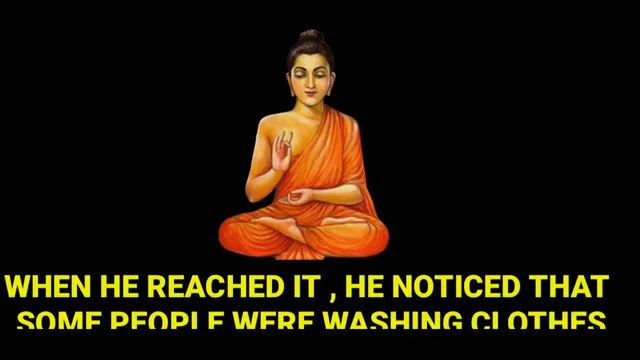 WHEN HE REACHED IT , HE NOTICED THAT
SOME PEOPLE WERE WASHING CLOTHES